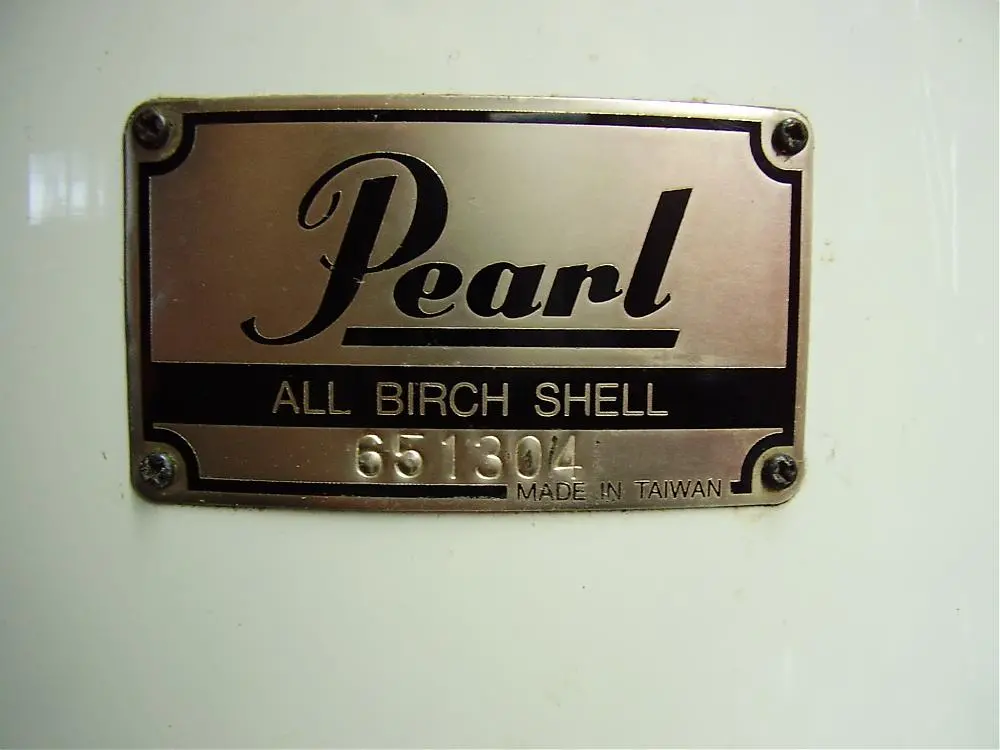 Pearl
ALL BIRCH SHELL
651304
MADE IN TAIWAN